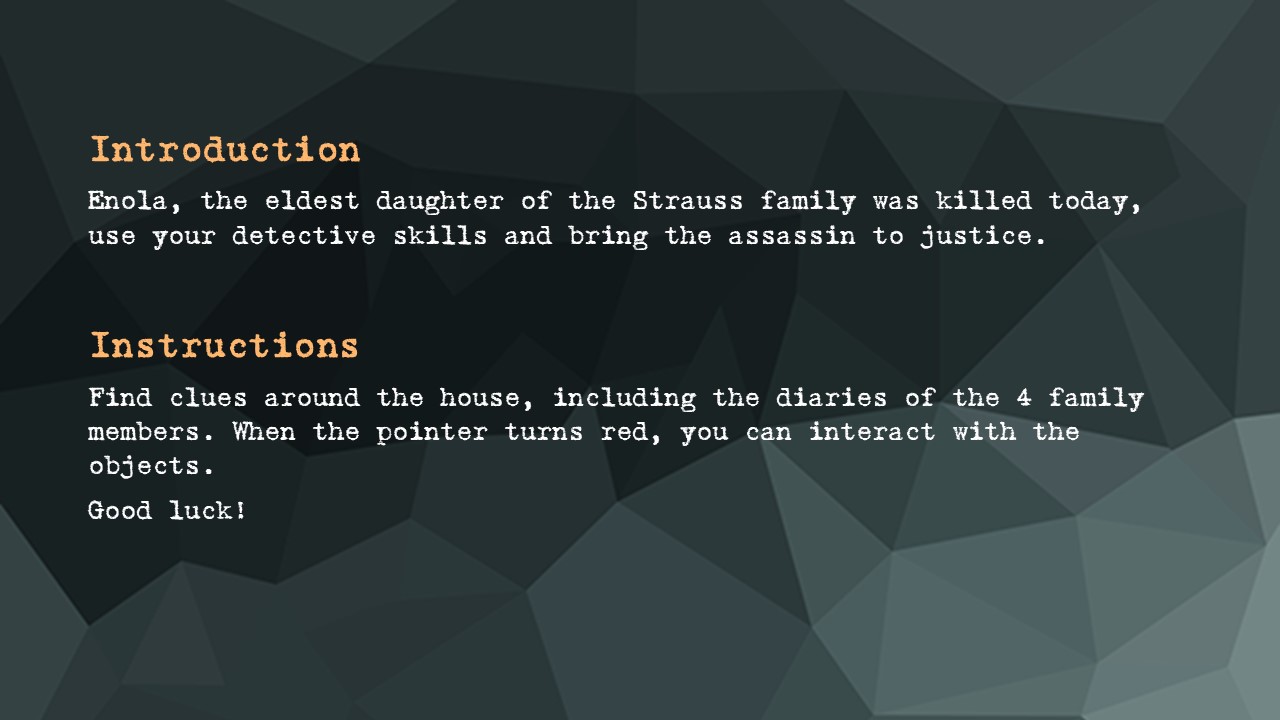 Introduction
Enola, the eldest daughter of the Strauss family was killed today,
use your detective skills and bring the assassin to justice.
Instructions
Find clues around the house, including the diaries of the 4 family
members. When the pointer turns red, you can interact with the
objects.
Good luck!